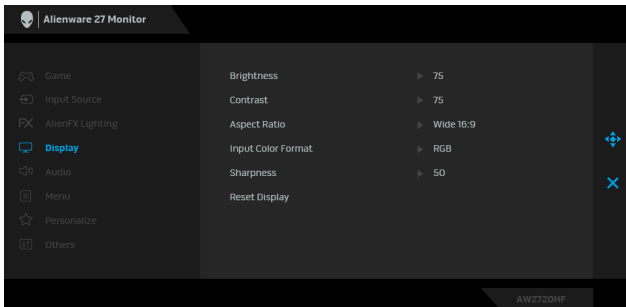 Alienware 27 Monitor
Game
Input Source
FX AlienFX Lighting
Display
Audio
Menu
Personalize
Others
Brightness 75
Contrast 75
Aspect Ratio Wide 16:9
Input Color Format RGB
Sharpness 50
Reset Display
AW2720HF